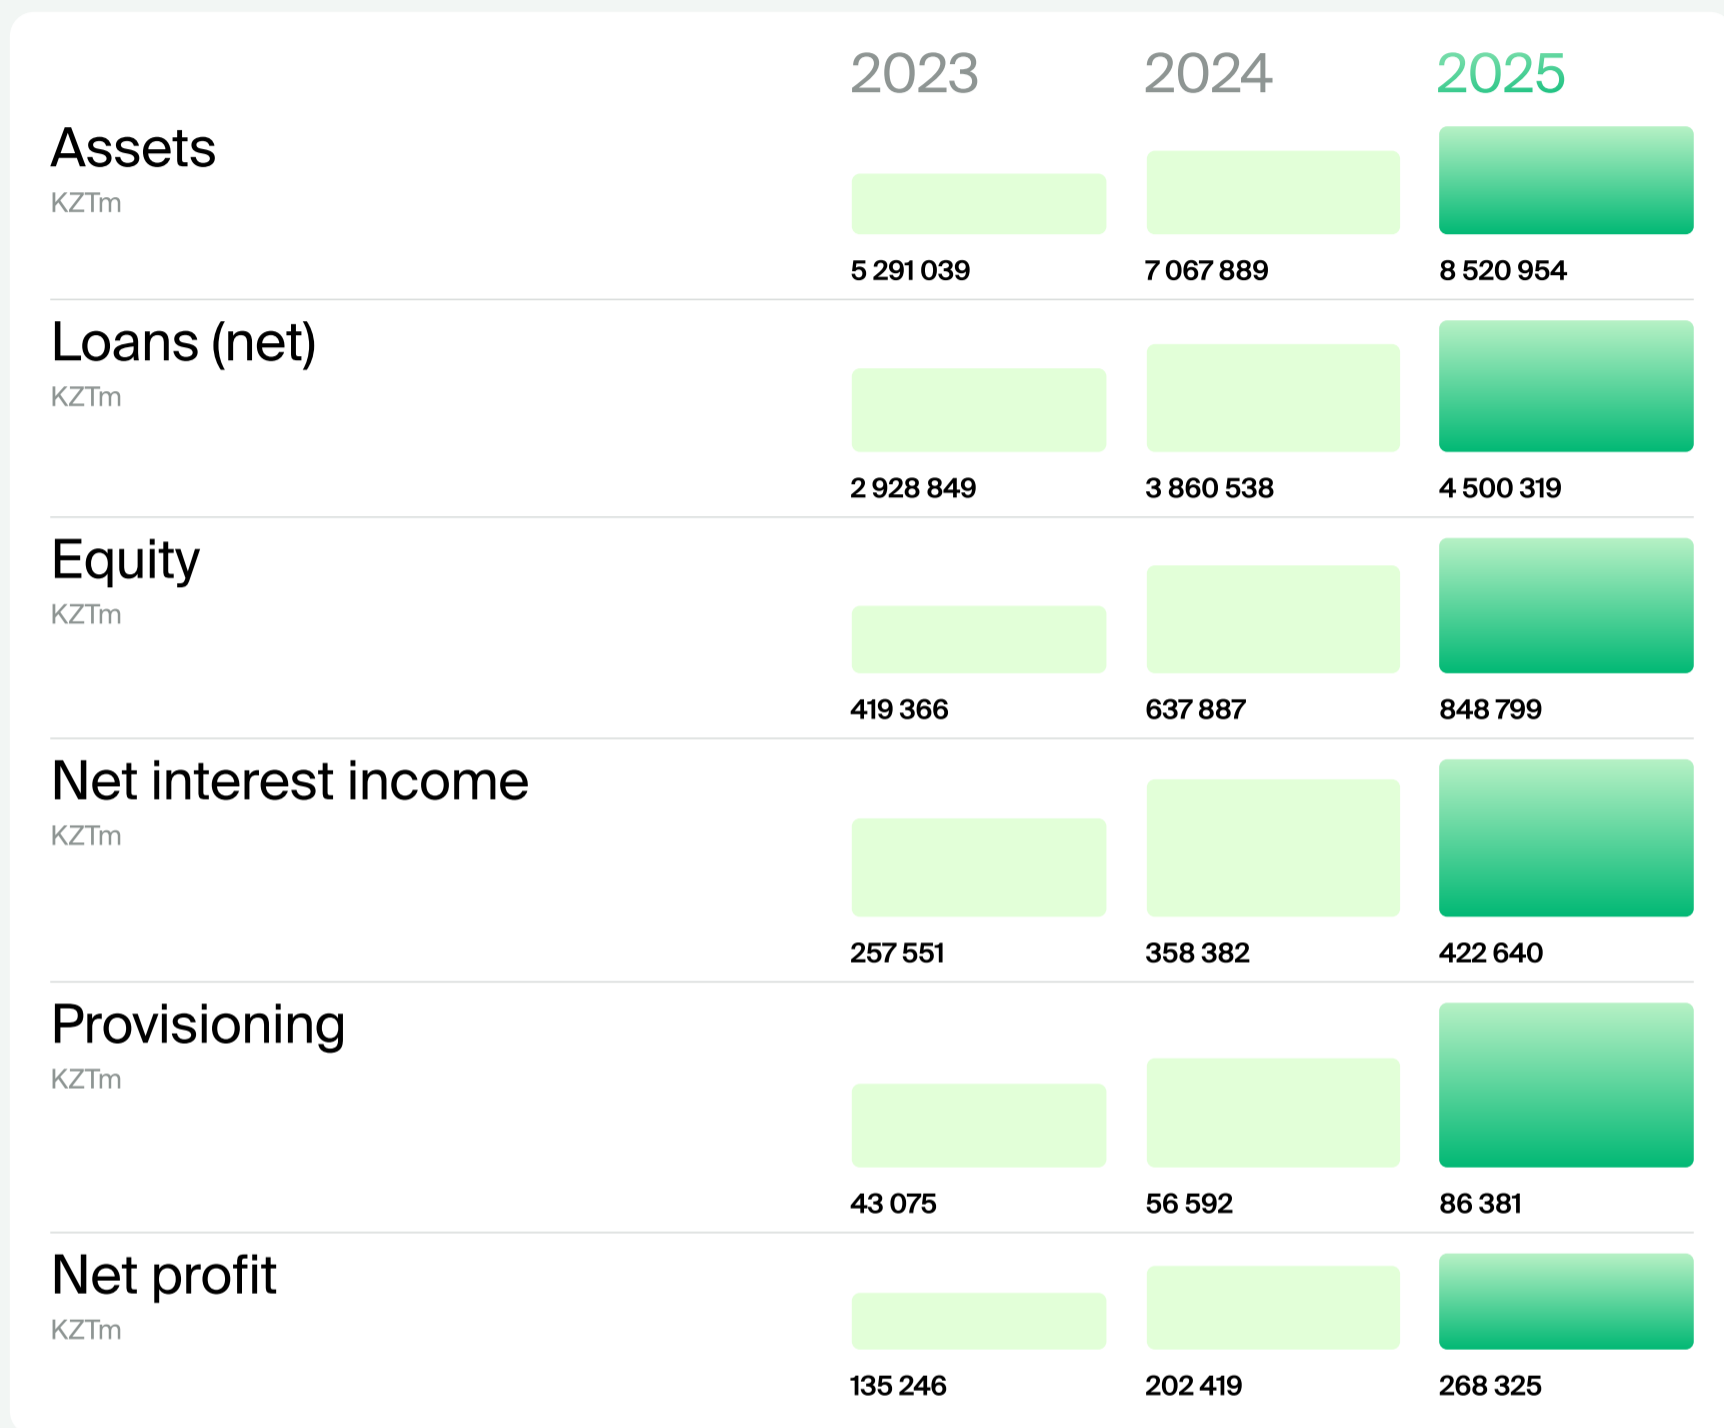 2023 2024 2025
Assets
KZTm
5 291 039 7 067 889 8 520 954
Loans (net)
KZTm
2 928 849 3 860 538 4 500 319
Equity
KZTm
419 366 637 887 848 799
Net interest income
KZTm
257 551 358 382 422 640
Provisioning
KZTm
43 075 56 592 86 381
Net profit
KZTm
135 246 202 419 268 325